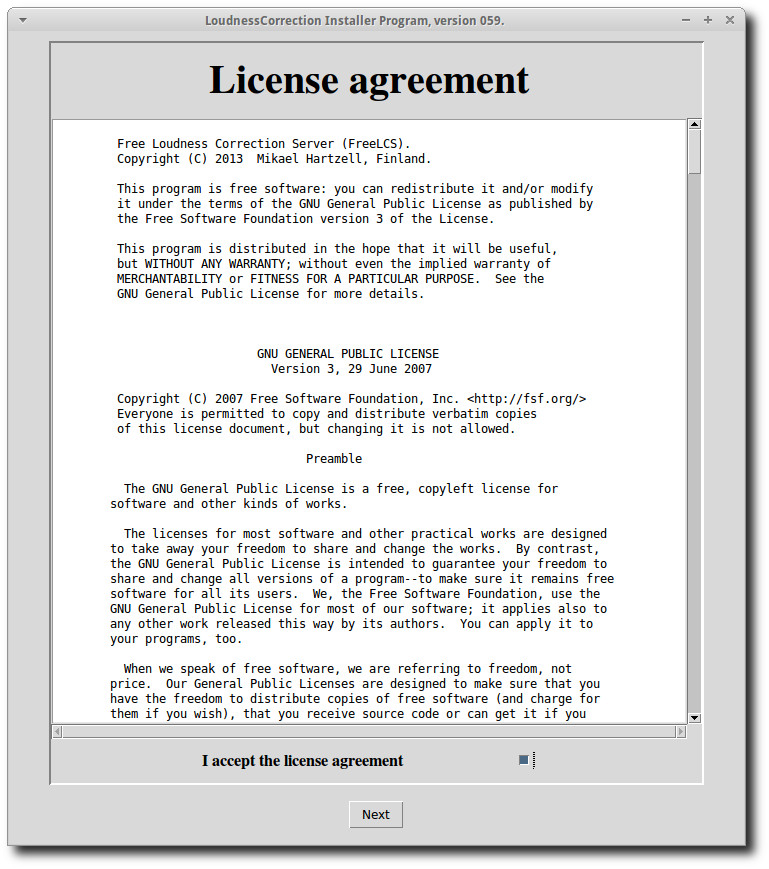 LoudnessCorrection Installer Program, version 059.
License agreement
Free Loudness Correction Server (FreeLCS).
Copyright (C) 2013  Mikael Hartzell, Finland.
This program is free software: you can redistribute it and/or modify
it under the terms of the GNU General Public License as published by
the Free Software Foundation version 3 of the License.
This program is distributed in the hope that it will be useful,
but WITHOUT ANY WARRANTY; without even the implied warranty of
MERCHANTABILITY or FITNESS FOR A PARTICULAR PURPOSE.  See the
GNU General Public License for more details.
GNU GENERAL PUBLIC LICENSE
Version 3, 29 June 2007
Copyright (C) 2007 Free Software Foundation, Inc. <http://fsf.org/>
Everyone is permitted to copy and distribute verbatim copies
of this license document, but changing it is not allowed.
Preamble
The GNU General Public License is a free, copyleft license for
software and other kinds of works.
The licenses for most software and other practical works are designed
to take away your freedom to share and change the works.  By contrast,
the GNU General Public License is intended to guarantee your freedom to
share and change all versions of a program--to make sure it remains free
software for all its users.  We, the Free Software Foundation, use the
GNU General Public License for most of our software; it applies also to
any other work released this way by its authors.  You can apply it to
your programs, too.
When we speak of free software, we are referring to freedom, not
price.  Our General Public Licenses are designed to make sure that you
have the freedom to distribute copies of free software (and charge for
them if you wish), that you receive source code or can get it if you
I accept the license agreement
Next